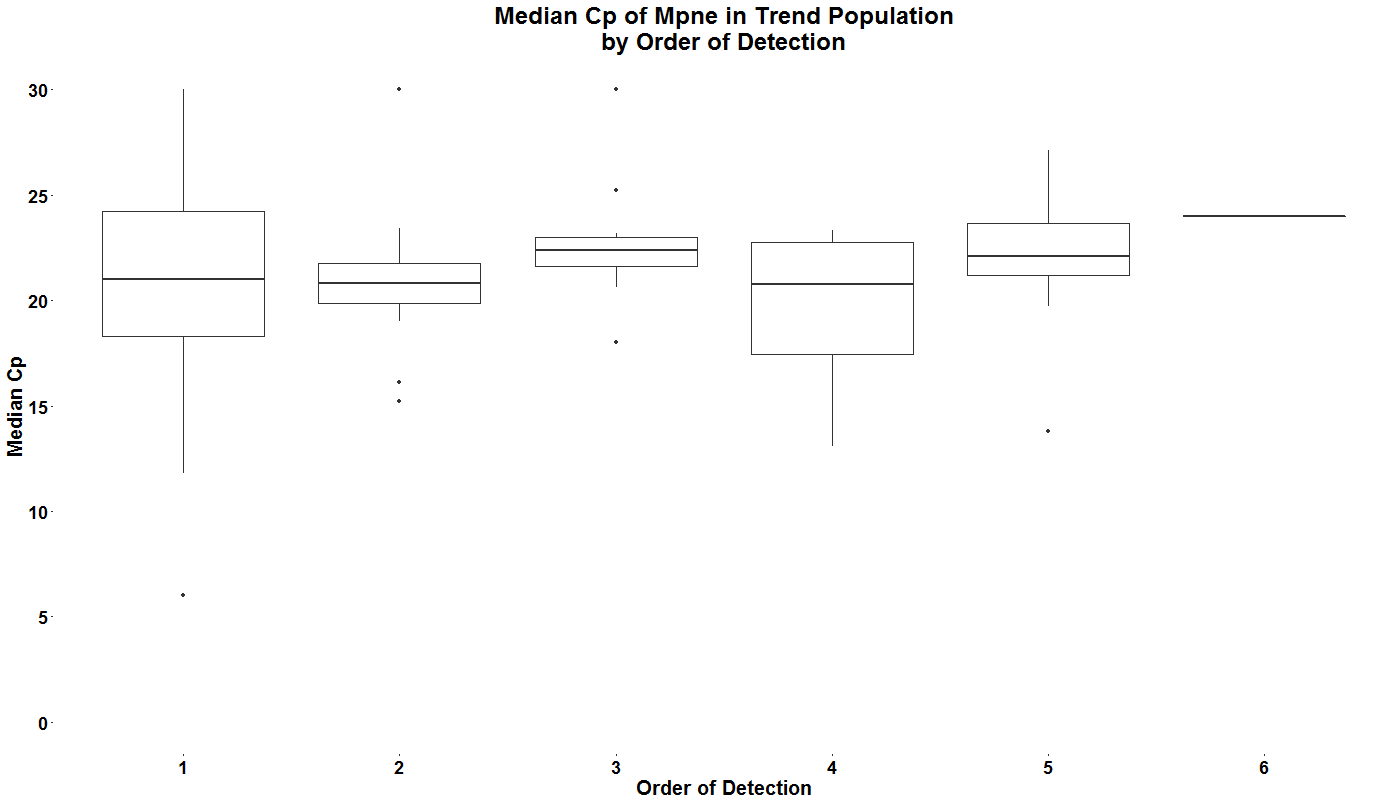 Median Cp of Mpne in Trend Population
by Order of Detection
30
25
20
15
10
5
0
Median Cp
1 2 3 4 5 6
Order of Detection